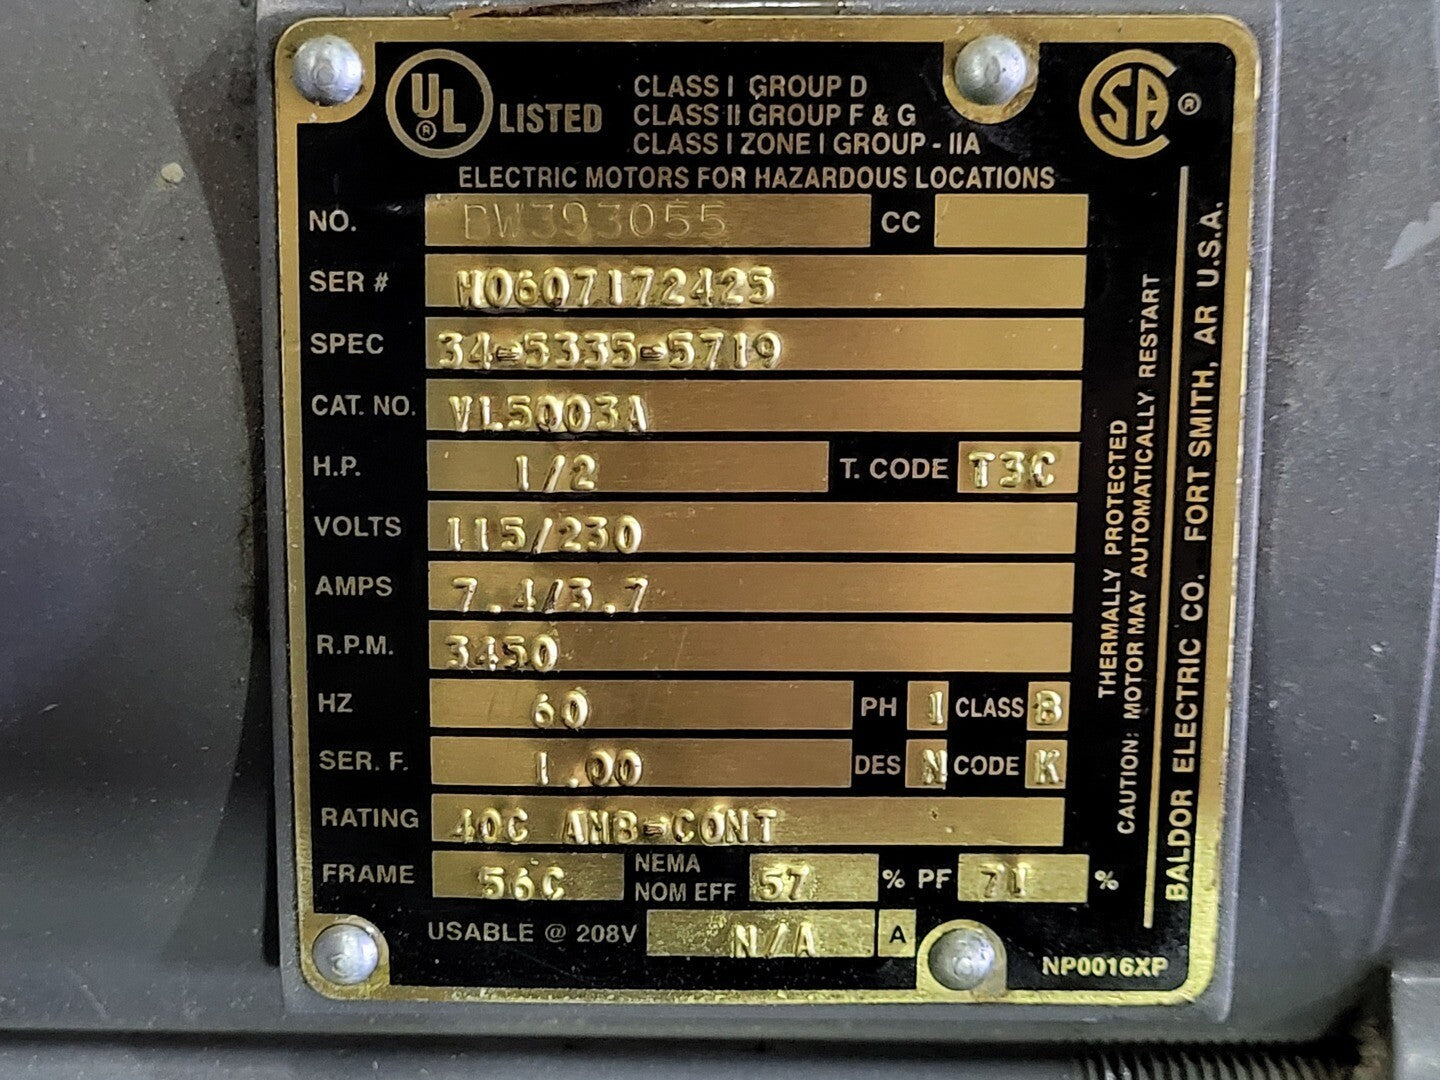 UL® LISTED
CLASS I GROUP D
CLASS II GROUP F & G
CLASS I ZONE I GROUP - IIA
SA ®
ELECTRIC MOTORS FOR HAZARDOUS LOCATIONS
NO. BW393055 CC
SER # W0607172425
SPEC 34-5335-5719
CAT. NO. VL5003A
H.P. 1/2 T. CODE T3C
VOLTS 115/230
AMPS 7.4/3.7
R.P.M. 3450
HZ 60 PH 1 CLASS B
SER. F. 1.00 DES N CODE K
RATING 40C AMB-CONT
FRAME 56C NEMA NOM EFF 57 % PF 71 %
USABLE @ 208V N/A A
NP0016XP
THERMALLY PROTECTED
CAUTION: MOTOR MAY AUTOMATICALLY RESTART
BALDOR ELECTRIC CO. FORT SMITH, AR U.S.A.